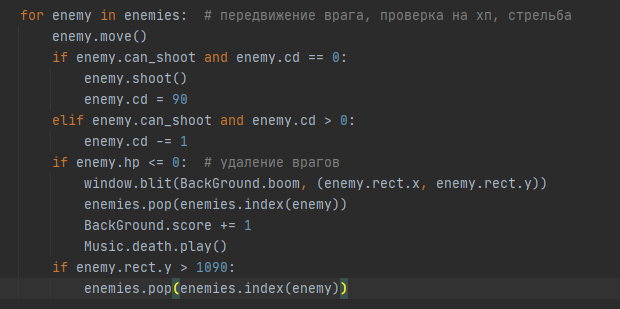 for enemy in enemies:  # передвижение врага, проверка на хп, стрельба
    enemy.move()
    if enemy.can_shoot and enemy.cd == 0:
        enemy.shoot()
        enemy.cd = 90
    elif enemy.can_shoot and enemy.cd > 0:
        enemy.cd -= 1
    if enemy.hp <= 0:  # удаление врагов
        window.blit(BackGround.boom, (enemy.rect.x, enemy.rect.y))
        enemies.pop(enemies.index(enemy))
        BackGround.score += 1
        Music.death.play()
    if enemy.rect.y > 1090:
        enemies.pop(enemies.index(enemy))